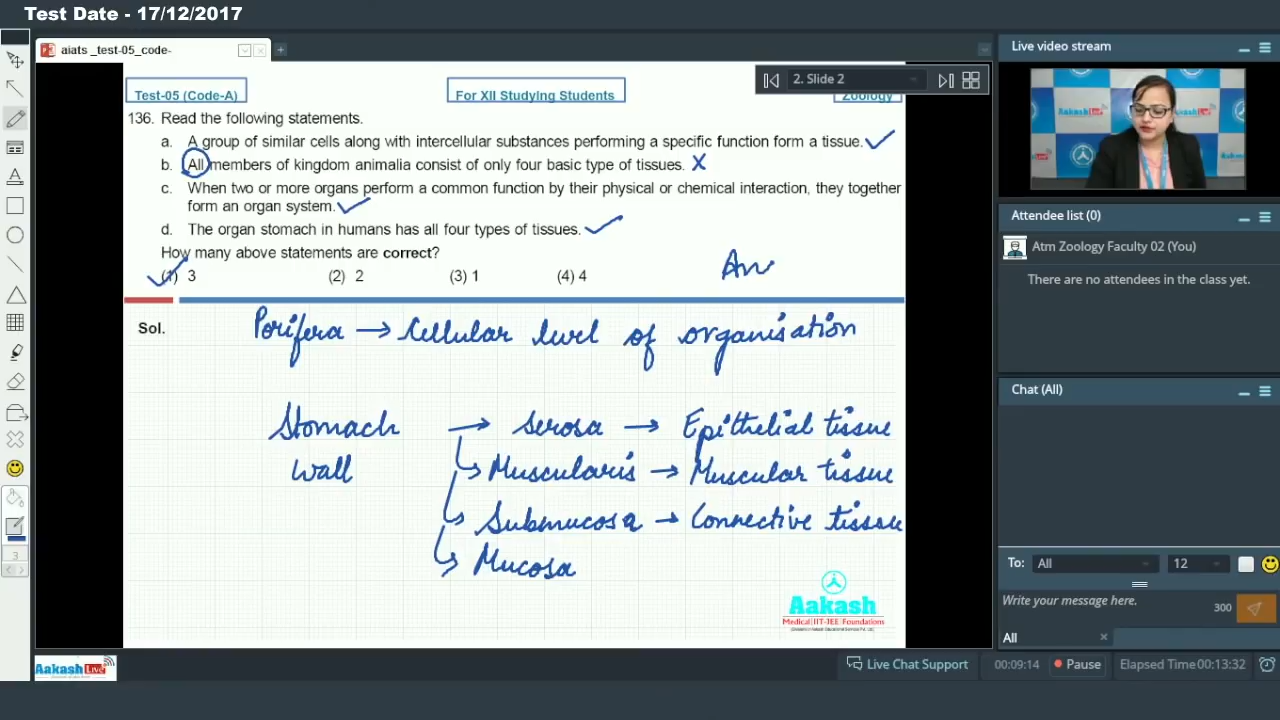 Test Date - 17/12/2017
aiats _test-05_code-
Live video stream
2. Slide 2
Test-05 (Code-A)
For XII Studying Students
Zoology
136. Read the following statements.
a. A group of similar cells along with intercellular substances performing a specific function form a tissue.
b. All members of kingdom animalia consist of only four basic type of tissues. X
c. When two or more organs perform a common function by their physical or chemical interaction, they together
form an organ system.
d. The organ stomach in humans has all four types of tissues.
How many above statements are correct?
(1) 3 (2) 2 (3) 1 (4) 4
An
Sol.
Porifera → Cellular level of organisation
Stomach wall → Serosa → Epithelial tissue
Muscularis → Muscular tissue
Submucosa → Connective tissue
Mucosa
Aakash
Medical|IIT-JEE|Foundations
Aakash Live
Attendee list (0)
Atm Zoology Faculty 02 (You)
There are no attendees in the class yet.
Chat (All)
To: All 12
Write your message here. 300
All
3
Live Chat Support 00:09:14 Pause Elapsed Time 00:13:32